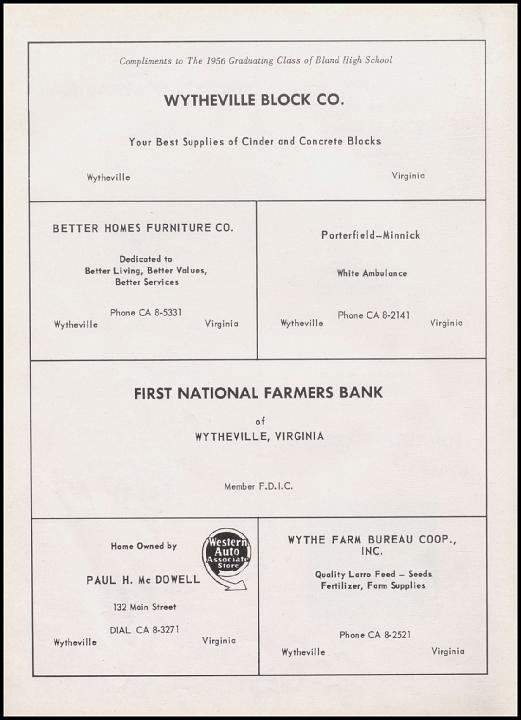 Compliments to The 1956 Graduating Class of Bland High School
WYTHEVILLE BLOCK CO.
Your Best Supplies of Cinder and Concrete Blocks
Wytheville Virginia
BETTER HOMES FURNITURE CO.
Dedicated to
Better Living, Better Values,
Better Services
Phone CA 8-5331
Wytheville Virginia
Porterfield-Minnick
White Ambulance
Phone CA 8-2141
Wytheville Virginia
FIRST NATIONAL FARMERS BANK
of
WYTHEVILLE, VIRGINIA
Member F.D.I.C.
Home Owned by
Western
Auto
Associate
Store
PAUL H. Mc DOWELL
132 Main Street
DIAL CA 8-3271
Wytheville Virginia
WYTHE FARM BUREAU COOP.,
INC.
Quality Larro Feed - Seeds
Fertilizer, Farm Supplies
Phone CA 8-2521
Wytheville Virginia